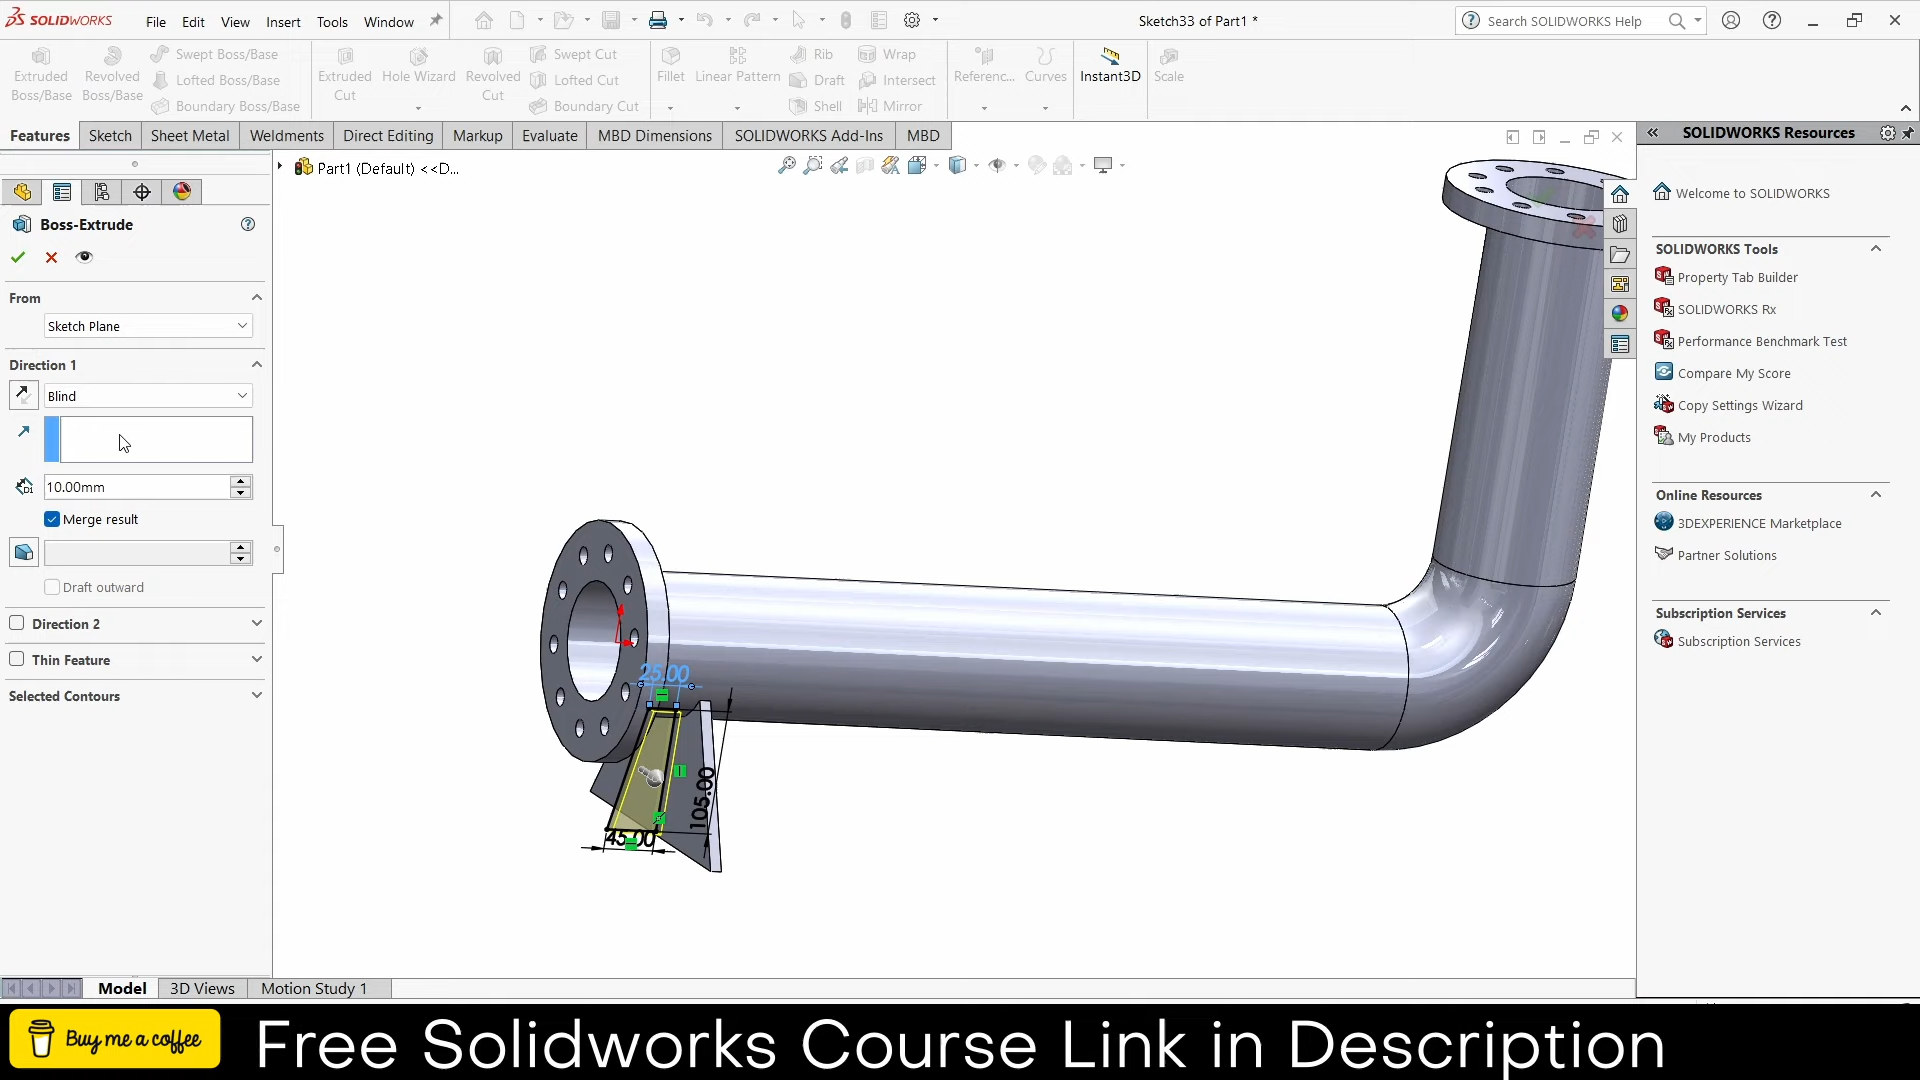 SOLIDWORKS File Edit View Insert Tools Window Sketch33 of Part1 * Search SOLIDWORKS Help
Extruded Boss/Base
Revolved Boss/Base
Swept Boss/Base
Lofted Boss/Base
Boundary Boss/Base
Extruded Cut
Hole Wizard
Revolved Cut
Swept Cut
Lofted Cut
Boundary Cut
Fillet
Linear Pattern
Rib
Draft
Shell
Wrap
Intersect
Mirror
Referenc...
Curves
Instant3D
Scale
Features Sketch Sheet Metal Weldments Direct Editing Markup Evaluate MBD Dimensions SOLIDWORKS Add-Ins MBD
Part1 (Default) <<D...
Boss-Extrude
From
Sketch Plane
Direction 1
Blind
D1
10.00mm
Merge result
Draft outward
Direction 2
Thin Feature
Selected Contours
25.00
105.00
45.00
SOLIDWORKS Resources
Welcome to SOLIDWORKS
SOLIDWORKS Tools
Property Tab Builder
SOLIDWORKS Rx
Performance Benchmark Test
Compare My Score
Copy Settings Wizard
My Products
Online Resources
3DEXPERIENCE Marketplace
Partner Solutions
Subscription Services
Subscription Services
Model 3D Views Motion Study 1
Buy me a coffee
Free Solidworks Course Link in Description